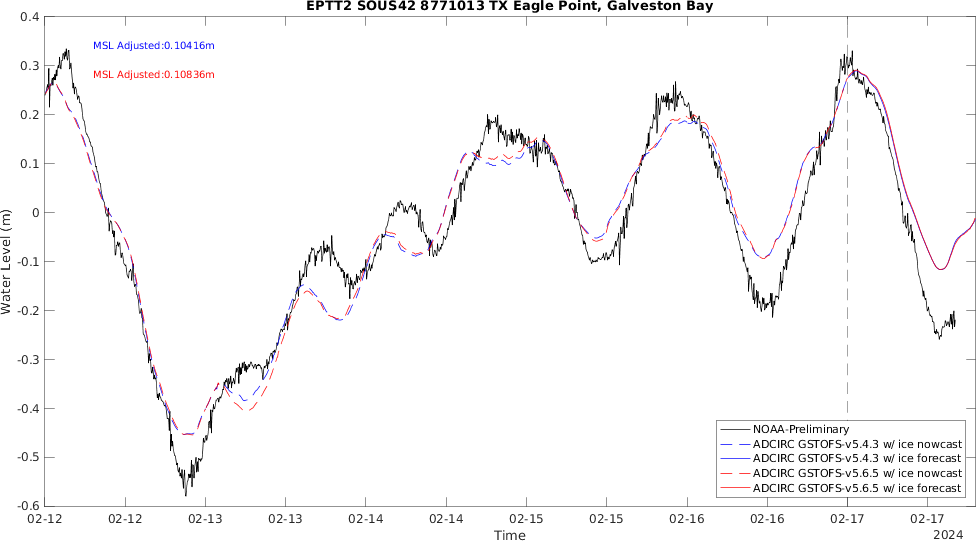 EPTT2 SOUS42 8771013 TX Eagle Point, Galveston Bay
0.4
0.3
0.2
0.1
0
-0.1
-0.2
-0.3
-0.4
-0.5
-0.6
Water Level (m)
MSL Adjusted:0.10416m
MSL Adjusted:0.10836m
NOAA-Preliminary
ADCIRC GSTOFS-v5.4.3 w/ ice nowcast
ADCIRC GSTOFS-v5.4.3 w/ ice forecast
ADCIRC GSTOFS-v5.6.5 w/ ice nowcast
ADCIRC GSTOFS-v5.6.5 w/ ice forecast
02-12 02-12 02-13 02-13 02-14 02-14 02-15 02-15 02-16 02-16 02-17 02-17
Time
2024